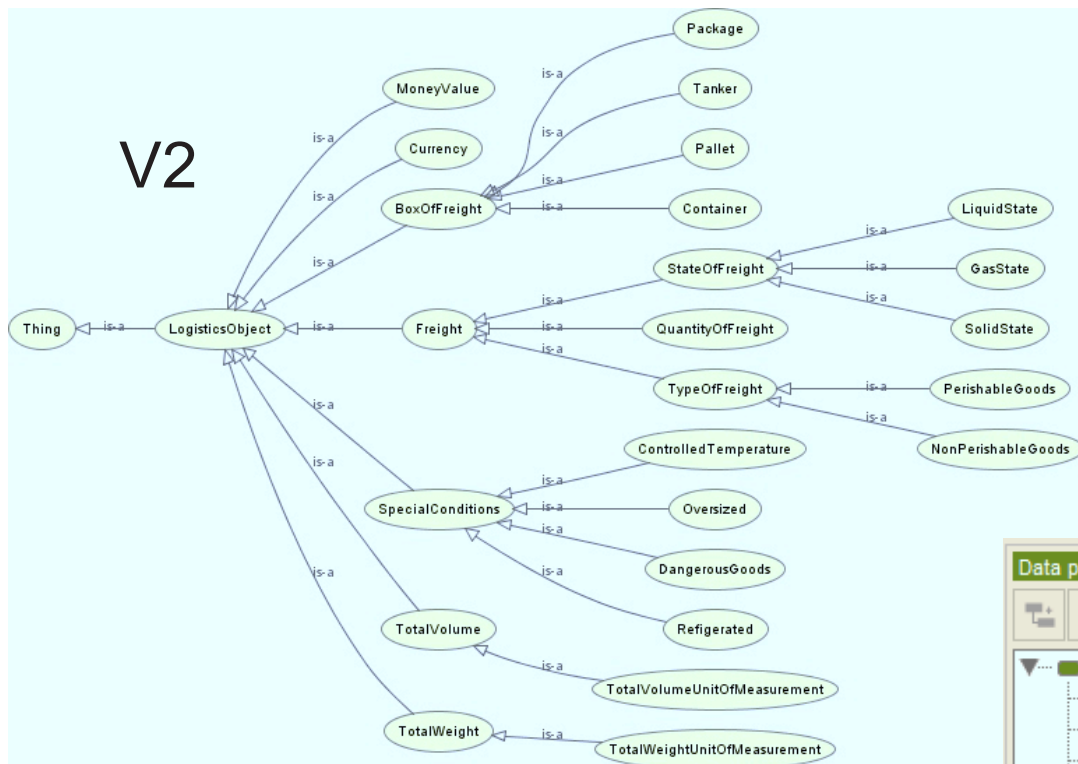 V2
Thing
is-a
LogisticsObject
is-a
MoneyValue
is-a
Currency
is-a
BoxOfFreight
is-a
Package
is-a
Tanker
is-a
Pallet
is-a
Container
is-a
Freight
is-a
StateOfFreight
is-a
LiquidState
is-a
GasState
is-a
SolidState
is-a
QuantityOfFreight
is-a
TypeOfFreight
is-a
PerishableGoods
is-a
NonPerishableGoods
is-a
SpecialConditions
is-a
ControlledTemperature
is-a
Oversized
is-a
DangerousGoods
is-a
Refigerated
is-a
TotalVolume
is-a
TotalVolumeUnitOfMeasurement
is-a
TotalWeight
is-a
TotalWeightUnitOfMeasurement
Data p